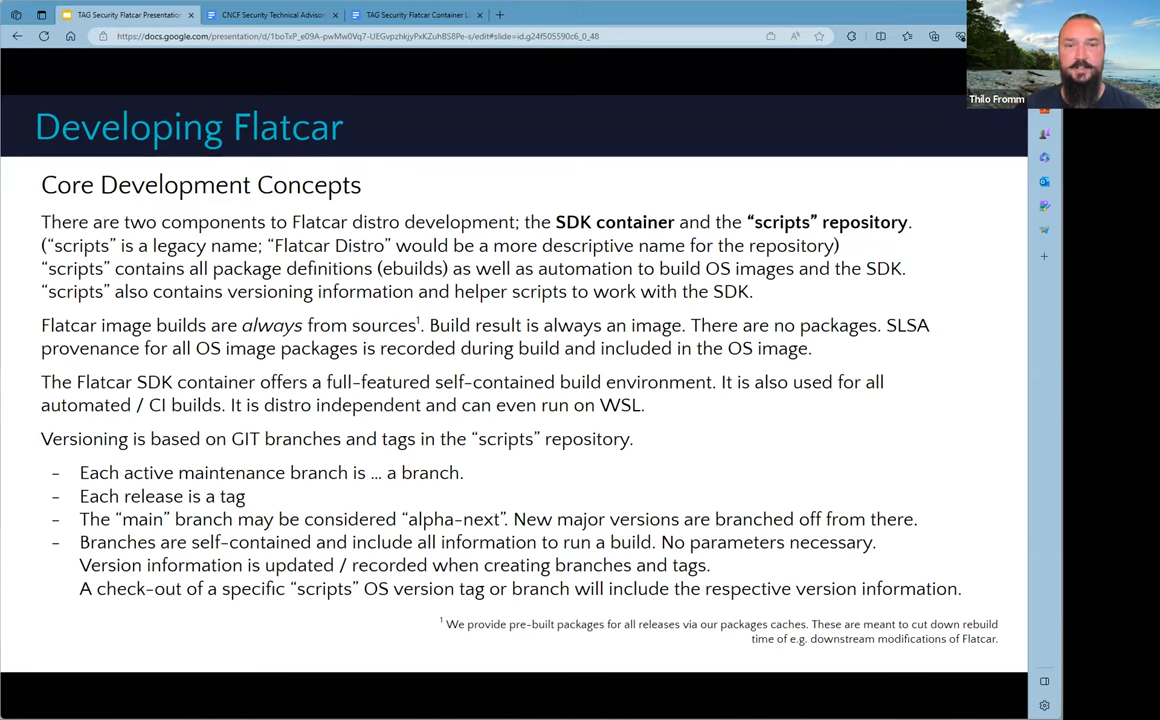 TAG Security Flatcar Presentation
CNCF Security Technical Advisor
TAG Security Flatcar Container L
https://docs.google.com/presentation/d/1boTxP_e09A-pwMw0Vq7-UEGvpzhkjyPxKZuhBS8Pe-s/edit#slide=id.g24f505590c6_0_48
Thilo Fromm
Developing Flatcar
Core Development Concepts
There are two components to Flatcar distro development; the SDK container and the “scripts” repository.
(“scripts” is a legacy name; “Flatcar Distro” would be a more descriptive name for the repository)
“scripts” contains all package definitions (ebuilds) as well as automation to build OS images and the SDK.
“scripts” also contains versioning information and helper scripts to work with the SDK.
Flatcar image builds are always from sources¹. Build result is always an image. There are no packages. SLSA
provenance for all OS image packages is recorded during build and included in the OS image.
The Flatcar SDK container offers a full-featured self-contained build environment. It is also used for all
automated / CI builds. It is distro independent and can even run on WSL.
Versioning is based on GIT branches and tags in the “scripts” repository.
- Each active maintenance branch is ... a branch.
- Each release is a tag
- The “main” branch may be considered “alpha-next”. New major versions are branched off from there.
- Branches are self-contained and include all information to run a build. No parameters necessary.
Version information is updated / recorded when creating branches and tags.
A check-out of a specific “scripts” OS version tag or branch will include the respective version information.
¹ We provide pre-built packages for all releases via our packages caches. These are meant to cut down rebuild
time of e.g. downstream modifications of Flatcar.